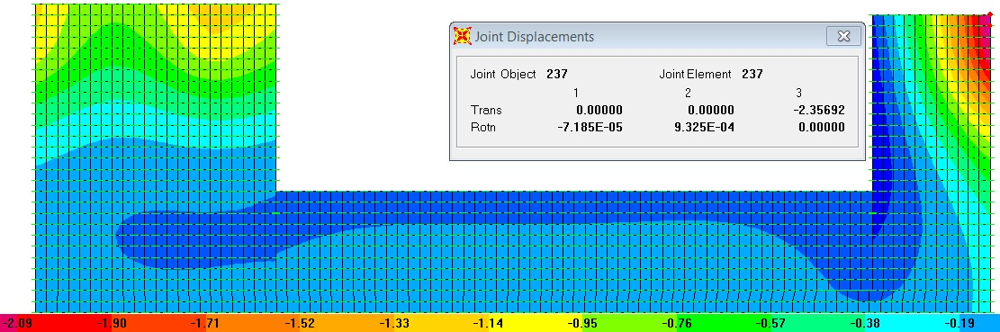 Joint Displacements
Joint Object 237 Joint Element 237
1 2 3
Trans 0.00000 0.00000 -2.35692
Rotn -7.185E-05 9.325E-04 0.00000
-2.09 -1.90 -1.71 -1.52 -1.33 -1.14 -0.95 -0.76 -0.57 -0.38 -0.19